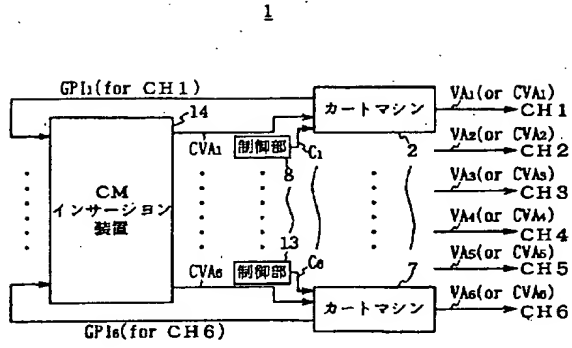 1
GPI₁(for CH1)
カートマシン
VA₁(or CVA₁)
CH1
14
CVA₁
制御部
C₁
8
2
VA₂(or CVA₂)
CH2
CM
インサーション
装置
VA₃(or CVA₃)
CH3
VA₄(or CVA₄)
CH4
13
制御部
C₆
7
VA₅(or CVA₅)
CH5
CVA₆
カートマシン
VA₆(or CVA₆)
CH6
GPI₆(for CH6)